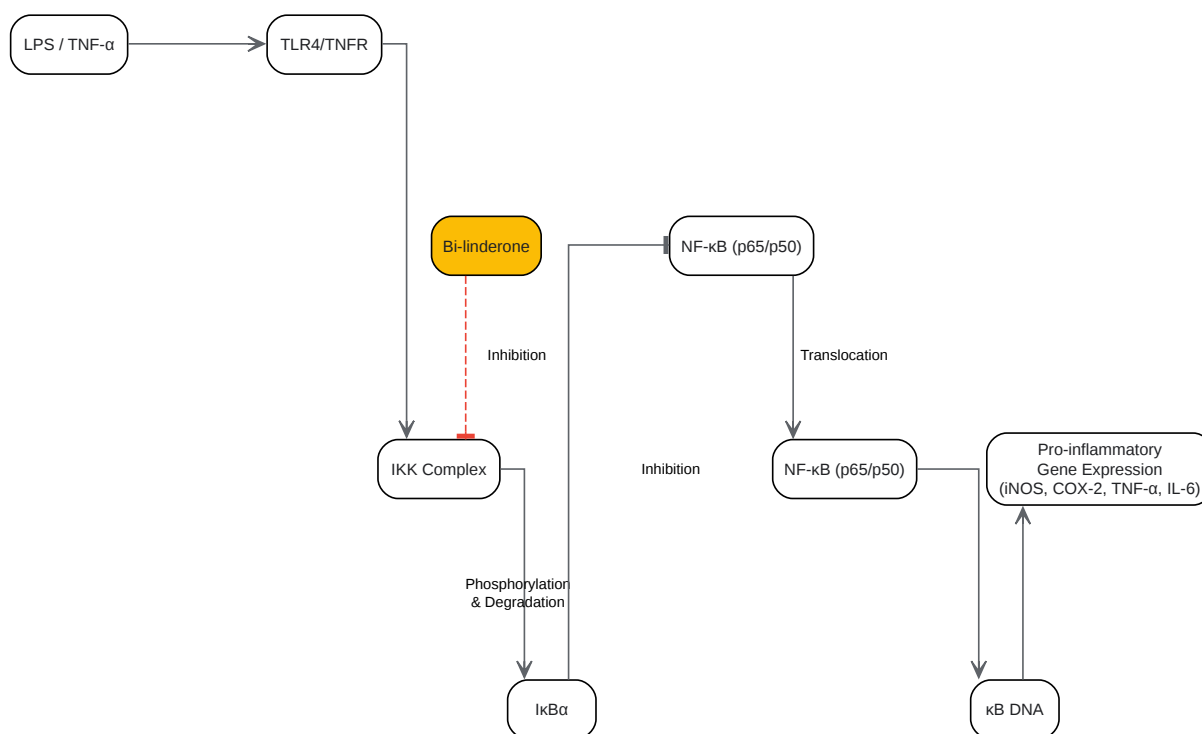 LPS / TNF-α
TLR4/TNFR
Bi-linderone
NF-κB (p65/p50)
Inhibition
Translocation
IKK Complex
Inhibition
NF-κB (p65/p50)
Pro-inflammatory
Gene Expression
(iNOS, COX-2, TNF-α, IL-6)
Phosphorylation
& Degradation
IκBα
κB DNA